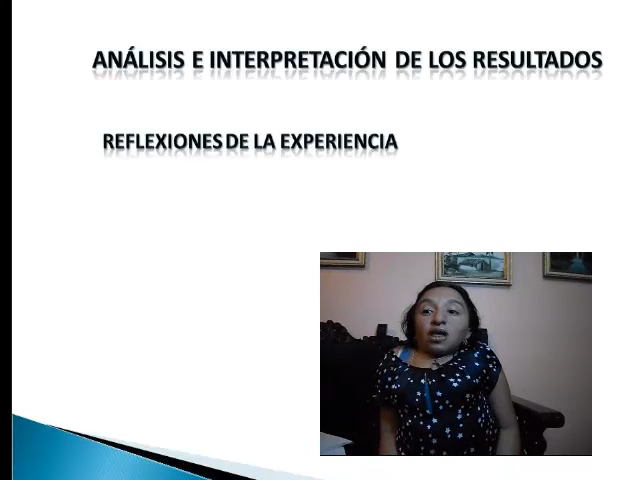 ANÁLISIS E INTERPRETACIÓN DE LOS RESULTADOS
REFLEXIONES DE LA EXPERIENCIA